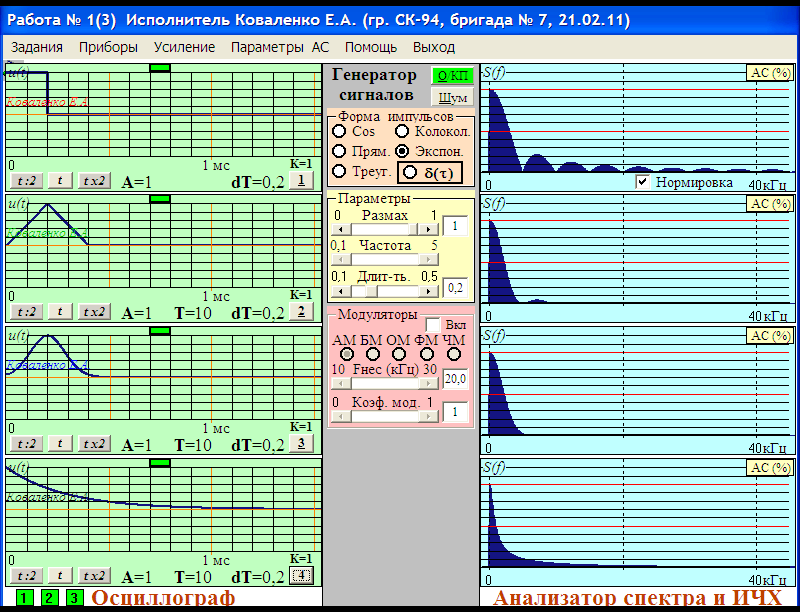 Работа № 1(3) Исполнитель Коваленко Е.А. (гр. СК-94, бригада № 7, 21.02.11)
Задания Приборы Усиление Параметры АС Помощь Выход
u(t)
Коваленко Е.А.
0 1 мс К=1
t:2 t t x2 A=1 dT=0,2 1
u(t)
Коваленко Е.А.
0 1 мс К=1
t:2 t t x2 A=1 T=10 dT=0,2 2
u(t)
Коваленко Е.А.
0 1 мс К=1
t:2 t t x2 A=1 T=10 dT=0,2 3
u(t)
Коваленко Е.А.
0 1 мс К=1
t:2 t t x2 A=1 T=10 dT=0,2 4
1 2 3 Осциллограф
Генератор сигналов
О/КП
Шум
Форма импульсов
Cos Колокол.
Прям. Экспон.
Треуг. δ(τ)
Параметры
0 Размах 1 1
0,1 Частота 5
0,1 Длит-ть. 0,5 0,2
Модуляторы Вкл
АМ БМ ОМ ФМ ЧМ
10 Fнес (кГц) 30 20,0
0 Коэф. мод. 1 1
S(f) АС (%)
0 Нормировка 40кГц
S(f) АС (%)
0 40кГц
S(f) АС (%)
0 40кГц
S(f) АС (%)
0 40кГц
Анализатор спектра и ИЧХ